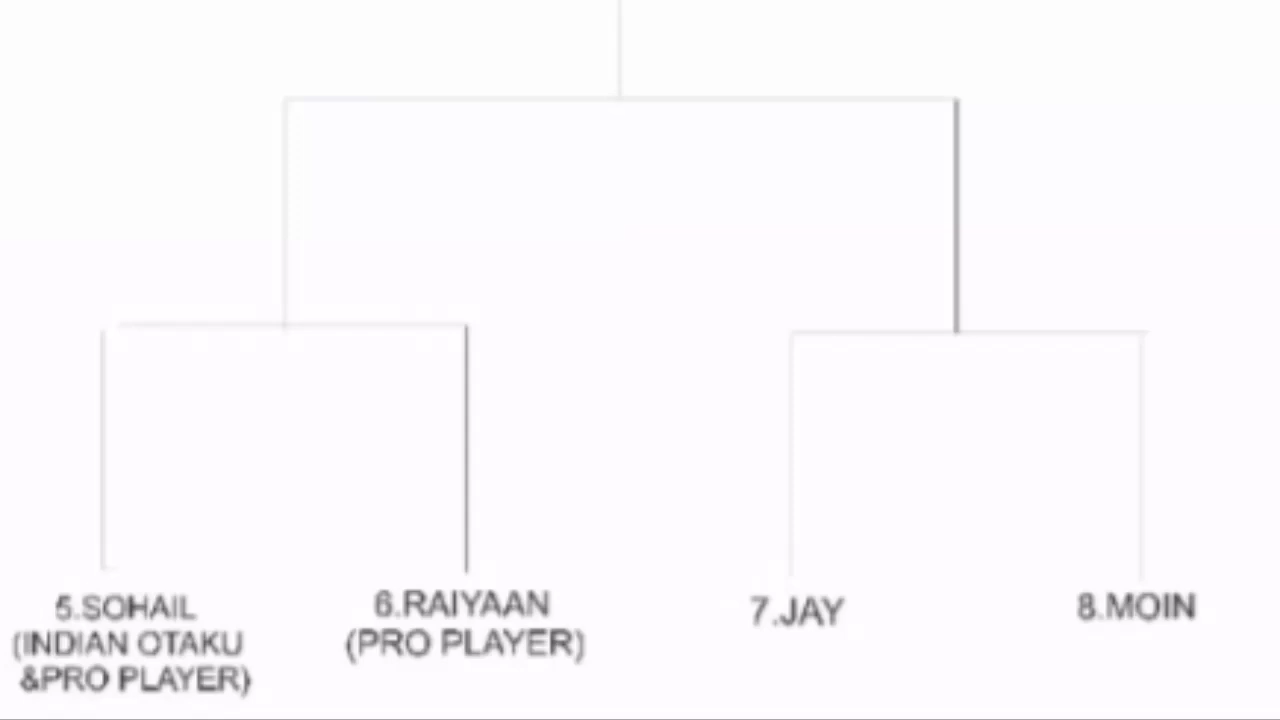 5.SOHAIL
(INDIAN OTAKU
&PRO PLAYER)
6.RAIYAAN
(PRO PLAYER)
7.JAY
8.MOIN